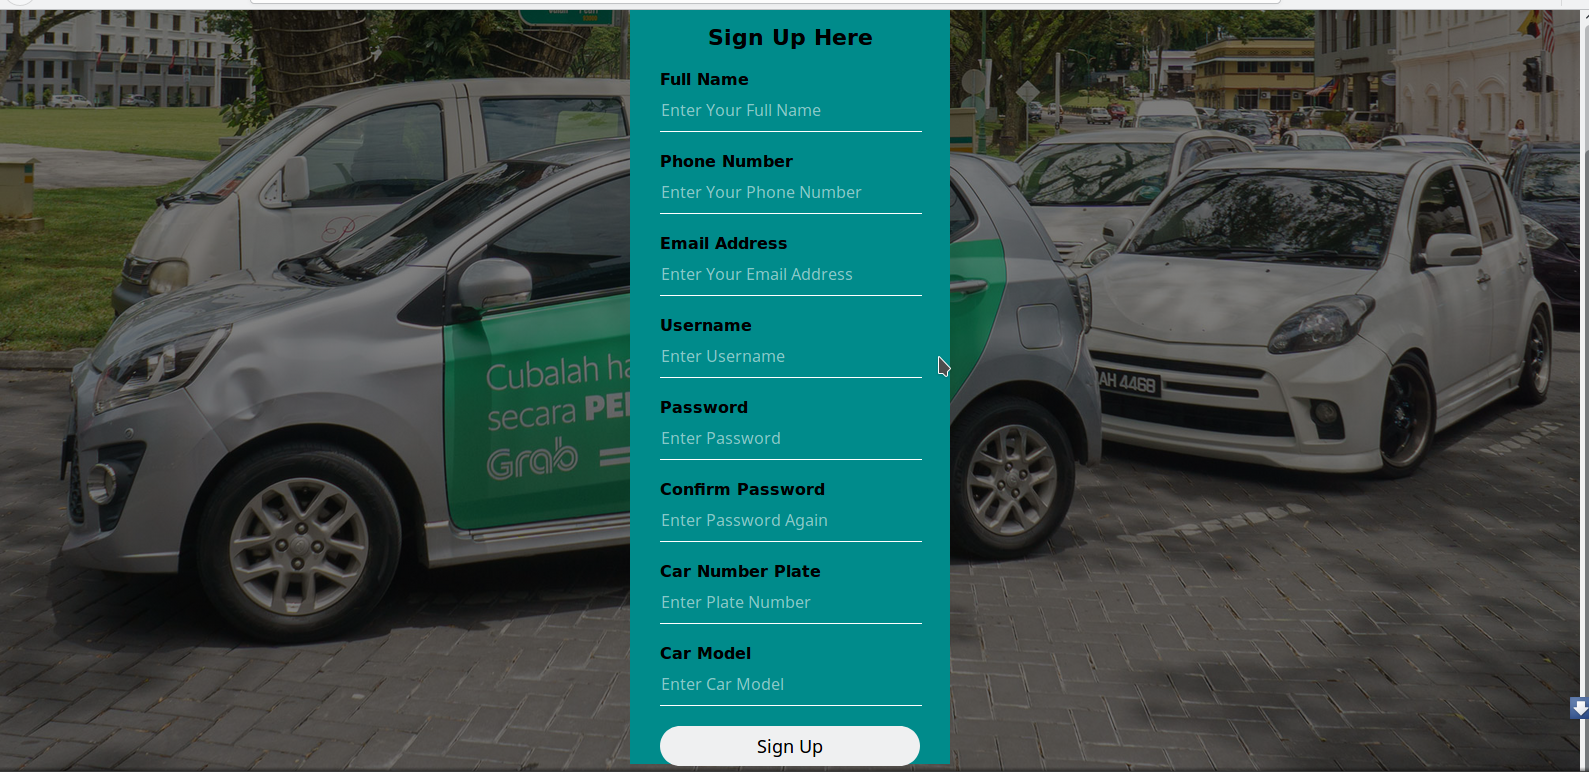 Sign Up Here
Full Name
Enter Your Full Name
Phone Number
Enter Your Phone Number
Email Address
Enter Your Email Address
Username
Enter Username
Password
Enter Password
Confirm Password
Enter Password Again
Car Number Plate
Enter Plate Number
Car Model
Enter Car Model
Sign Up
Cubalah ha
secara PE
Grab
AH 4468